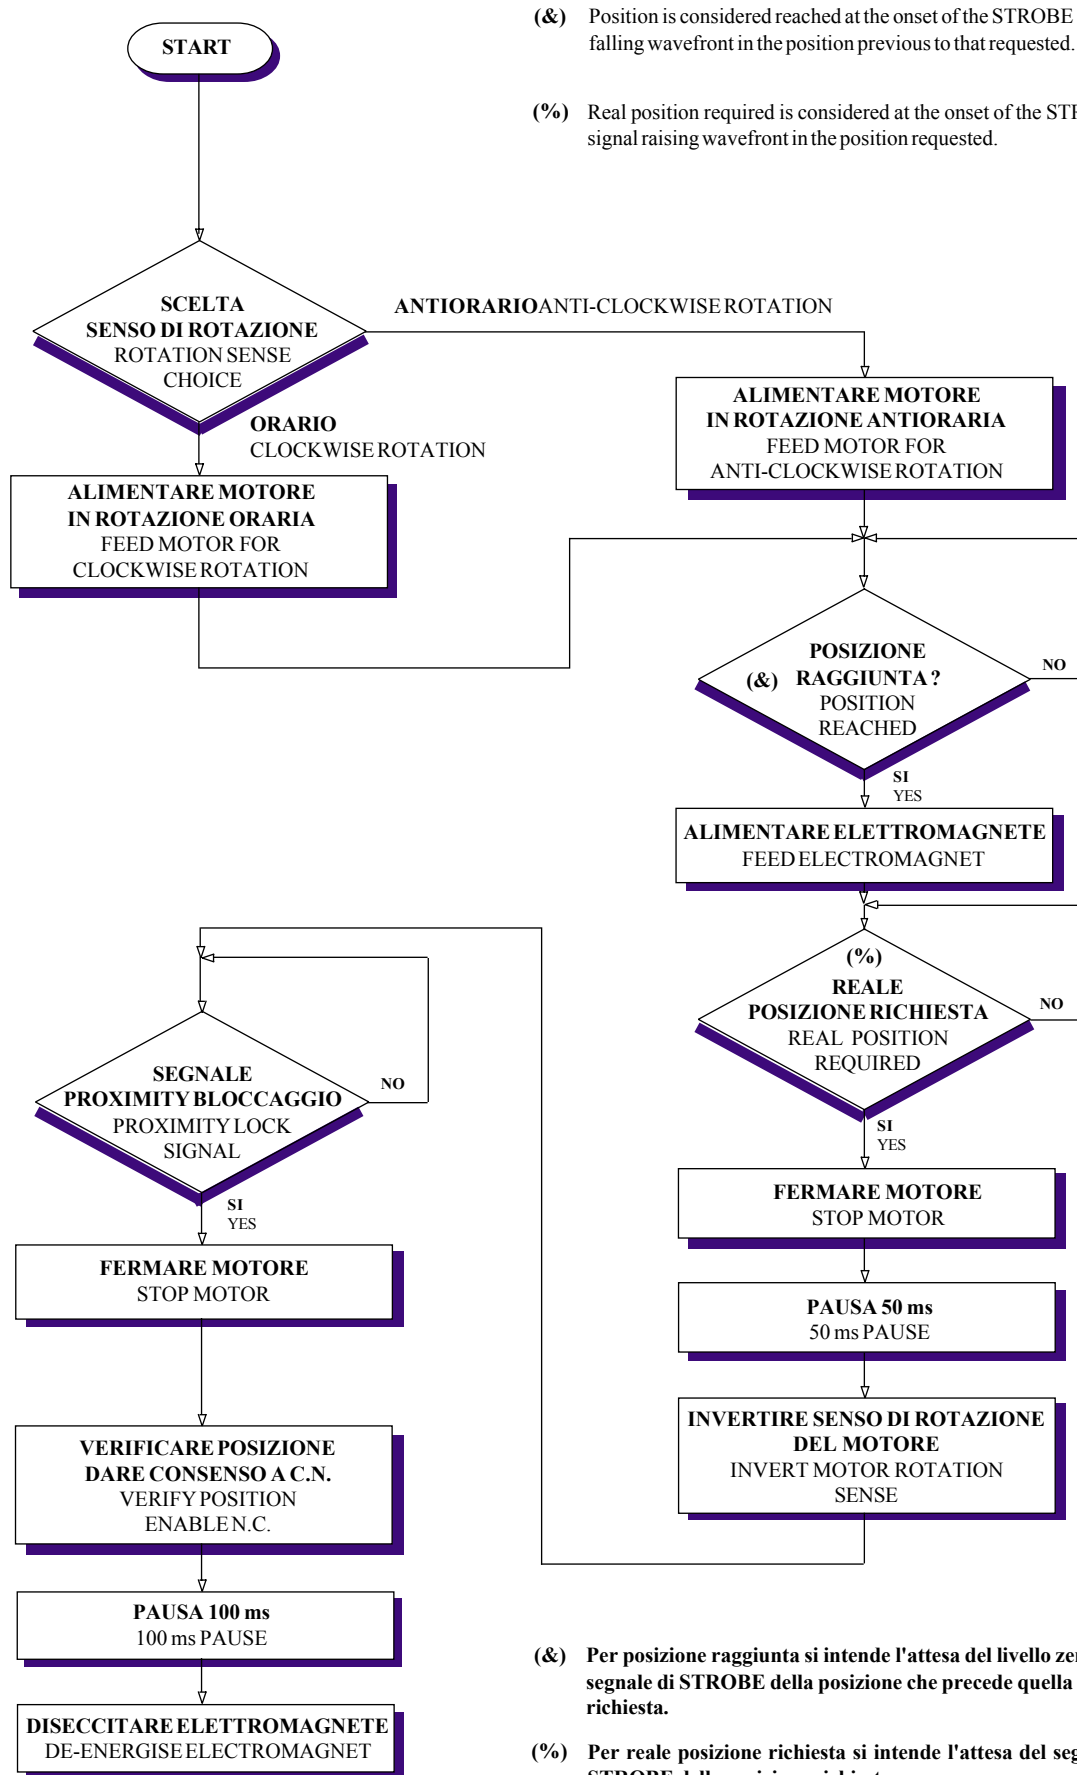 (&) Position is considered reached at the onset of the STROBE
falling wavefront in the position previous to that requested.
START
(%) Real position required is considered at the onset of the
signal raising wavefront in the position requested.
SCELTA
SENSO DI ROTAZIONE
ROTATION SENSE
CHOICE
ANTIORARIO ANTI-CLOCKWISE ROTATION
ORARIO
CLOCKWISE ROTATION
ALIMENTARE MOTORE
IN ROTAZIONE ANTIORARIA
FEED MOTOR FOR
ANTI-CLOCKWISE ROTATION
ALIMENTARE MOTORE
IN ROTAZIONE ORARIA
FEED MOTOR FOR
CLOCKWISE ROTATION
POSIZIONE
(&) RAGGIUNTA ?
POSITION
REACHED
NO
SI
YES
ALIMENTARE ELETTROMAGNETE
FEED ELECTROMAGNET
(%)
REALE
POSIZIONE RICHIESTA
REAL POSITION
REQUIRED
NO
SI
YES
FERMARE MOTORE
STOP MOTOR
PAUSA 50 ms
50 ms PAUSE
INVERTIRE SENSO DI ROTAZIONE
DEL MOTORE
INVERT MOTOR ROTATION
SENSE
SEGNALE
PROXIMITY BLOCCAGGIO
PROXIMITY LOCK
SIGNAL
NO
SI
YES
FERMARE MOTORE
STOP MOTOR
VERIFICARE POSIZIONE
DARE CONSENSO A C.N.
VERIFY POSITION
ENABLE N.C.
PAUSA 100 ms
100 ms PAUSE
DISECCITARE ELETTROMAGNETE
DE-ENERGISE ELECTROMAGNET
(&) Per posizione raggiunta si intende l'attesa del livello
segnale di STROBE della posizione che precede quella
richiesta.
(%) Per reale posizione richiesta si intende l'attesa del